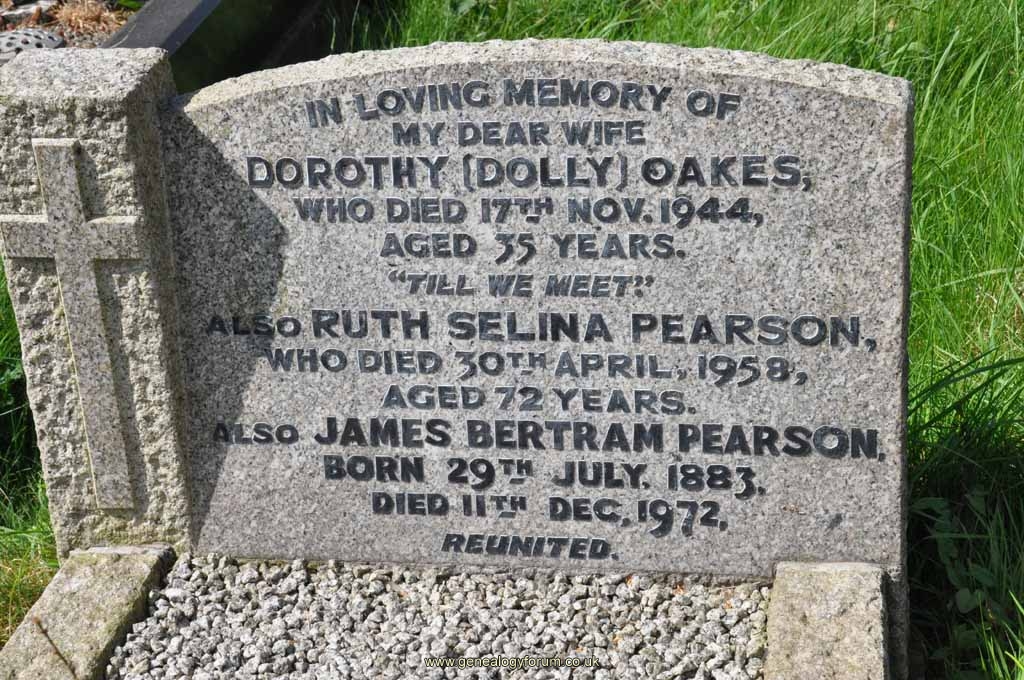 IN LOVING MEMORY OF
MY DEAR WIFE
DOROTHY (DOLLY) OAKES,
WHO DIED 17TH NOV. 1944,
AGED 35 YEARS.
"TILL WE MEET."
ALSO RUTH SELINA PEARSON,
WHO DIED 30TH APRIL, 1958,
AGED 72 YEARS.
ALSO JAMES BERTRAM PEARSON,
BORN 29TH JULY. 1883.
DIED 11TH DEC, 1972,
REUNITED.
www.genealogyforum.co.uk